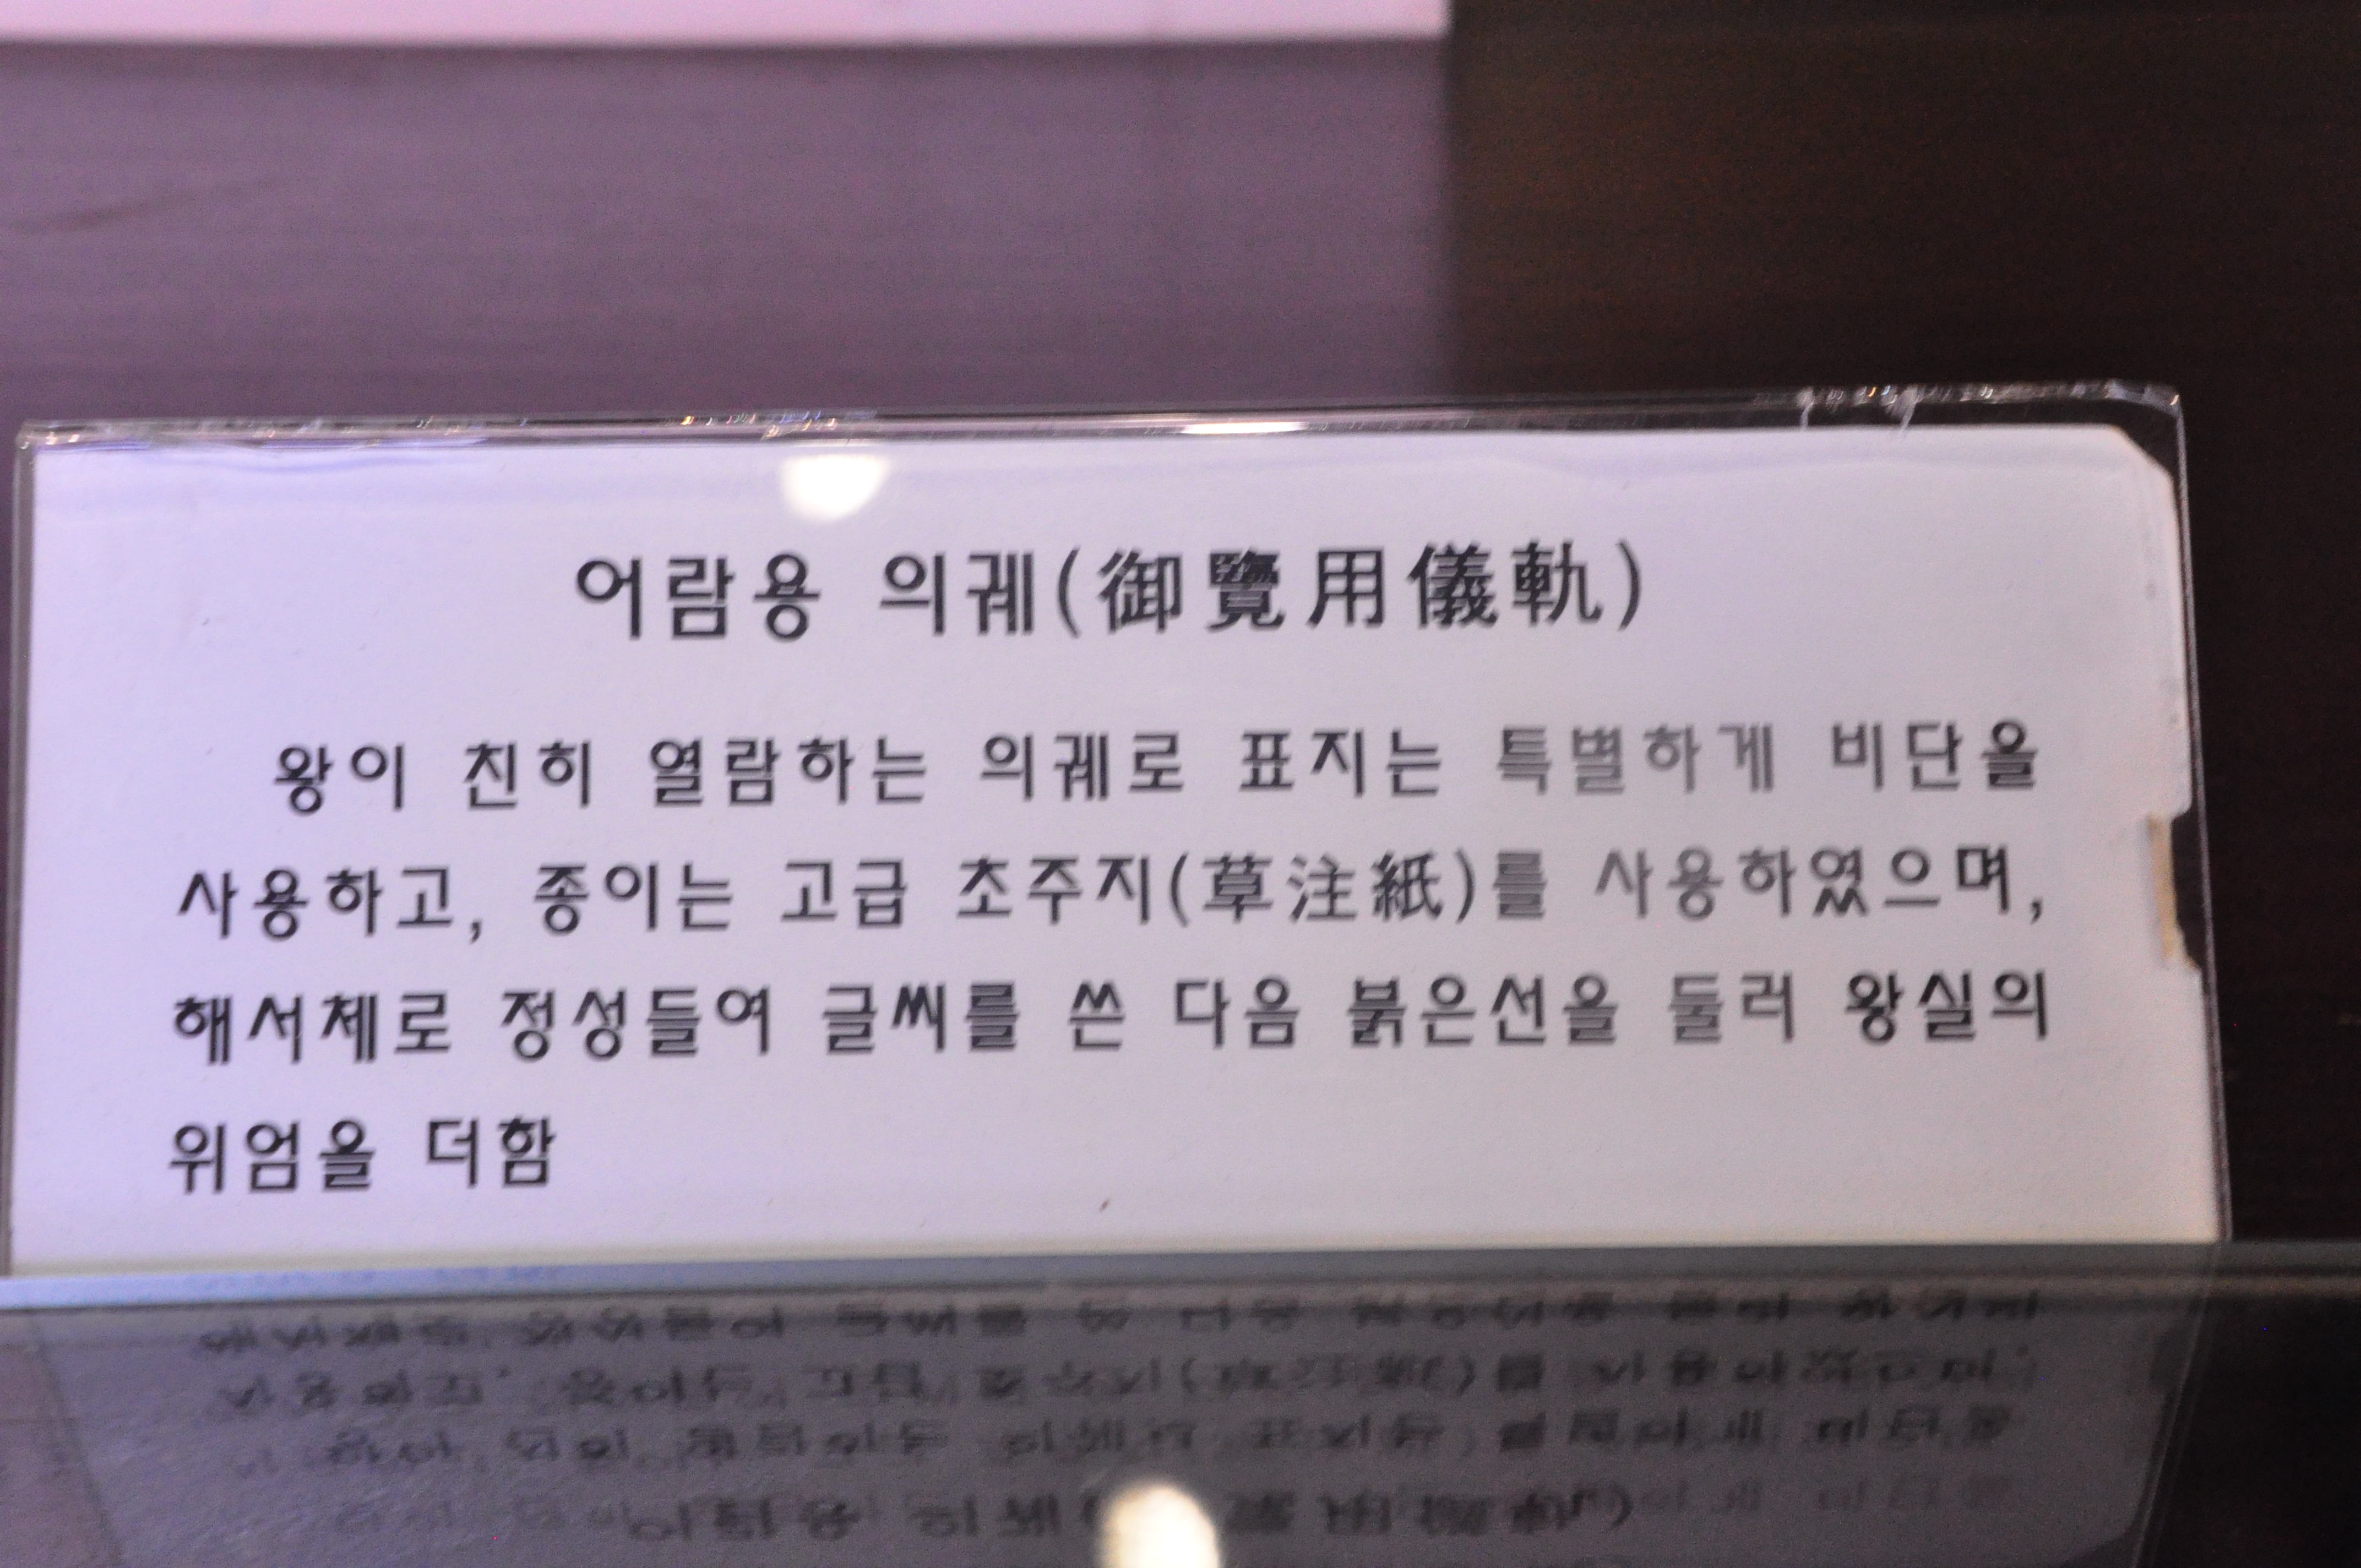 어람용 의궤(御覽用儀軌)
왕이 친히 열람하는 의궤로 표지는 특별하게 비단을
사용하고, 종이는 고급 초주지(草注紙)를 사용하였으며,
해서체로 정성들여 글씨를 쓴 다음 붉은선을 둘러 왕실의
위엄을 더함